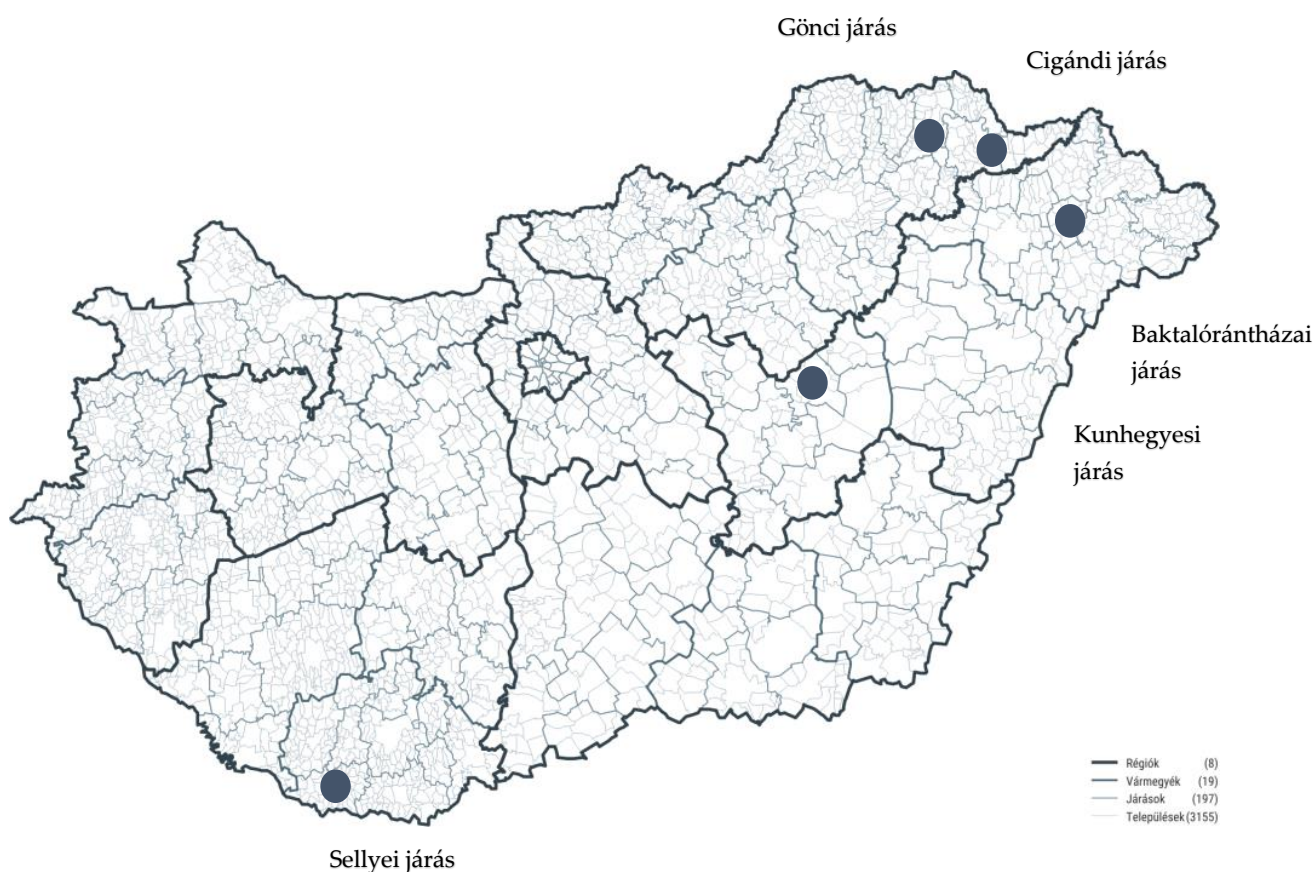 Gönci járás
Cigándi járás
Baktalórántházai
járás
Kunhegyesi
járás
Régiók (8)
Vármegyék (19)
Járások (197)
Települések (3155)
Sellyei járás